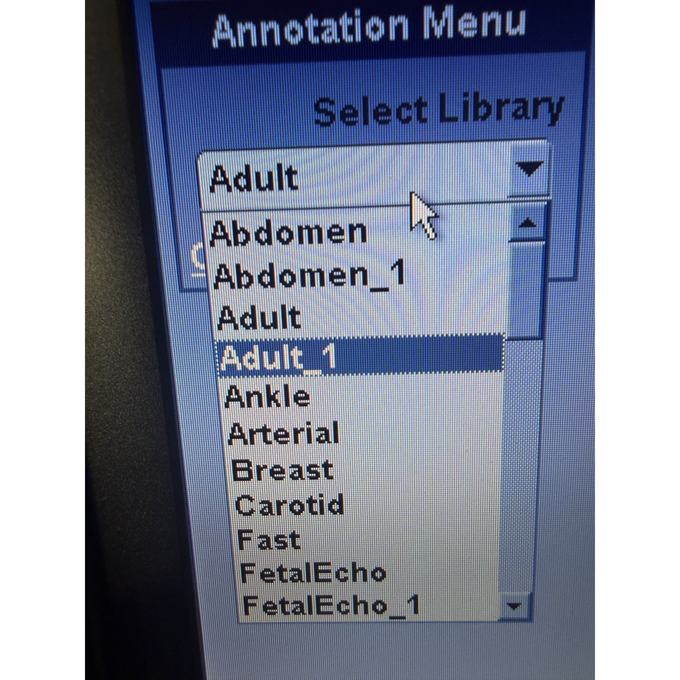 Annotation Menu
Select Library
Adult
Abdomen
Abdomen_1
Adult
Adult_1
Ankle
Arterial
Breast
Carotid
Fast
FetalEcho
FetalEcho_1